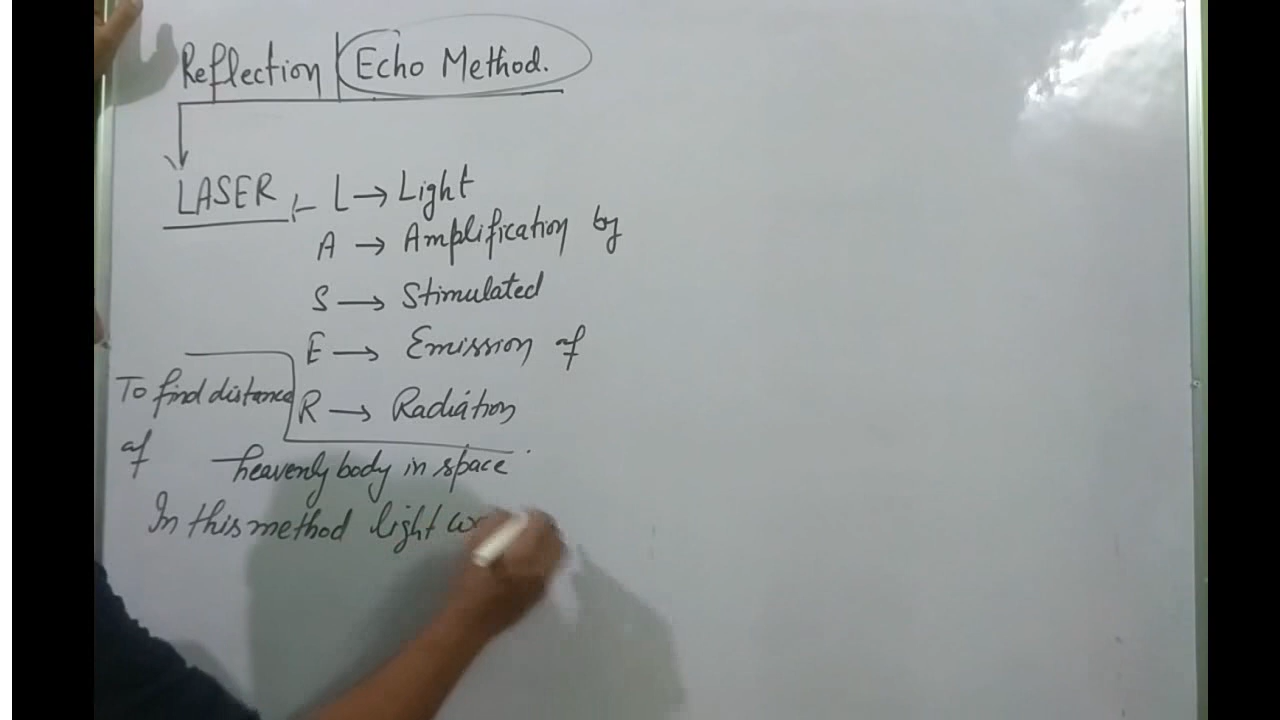 Reflection | Echo Method.
LASER :- L → Light
A → Amplification by
S → Stimulated
E → Emission of
R → Radiation
To find distance
of heavenly body in space
In this method light